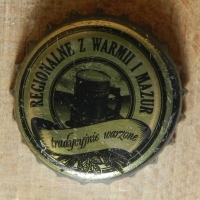 REGIONALNE, Z WARMII I MAZUR
tradycyjnie warzone